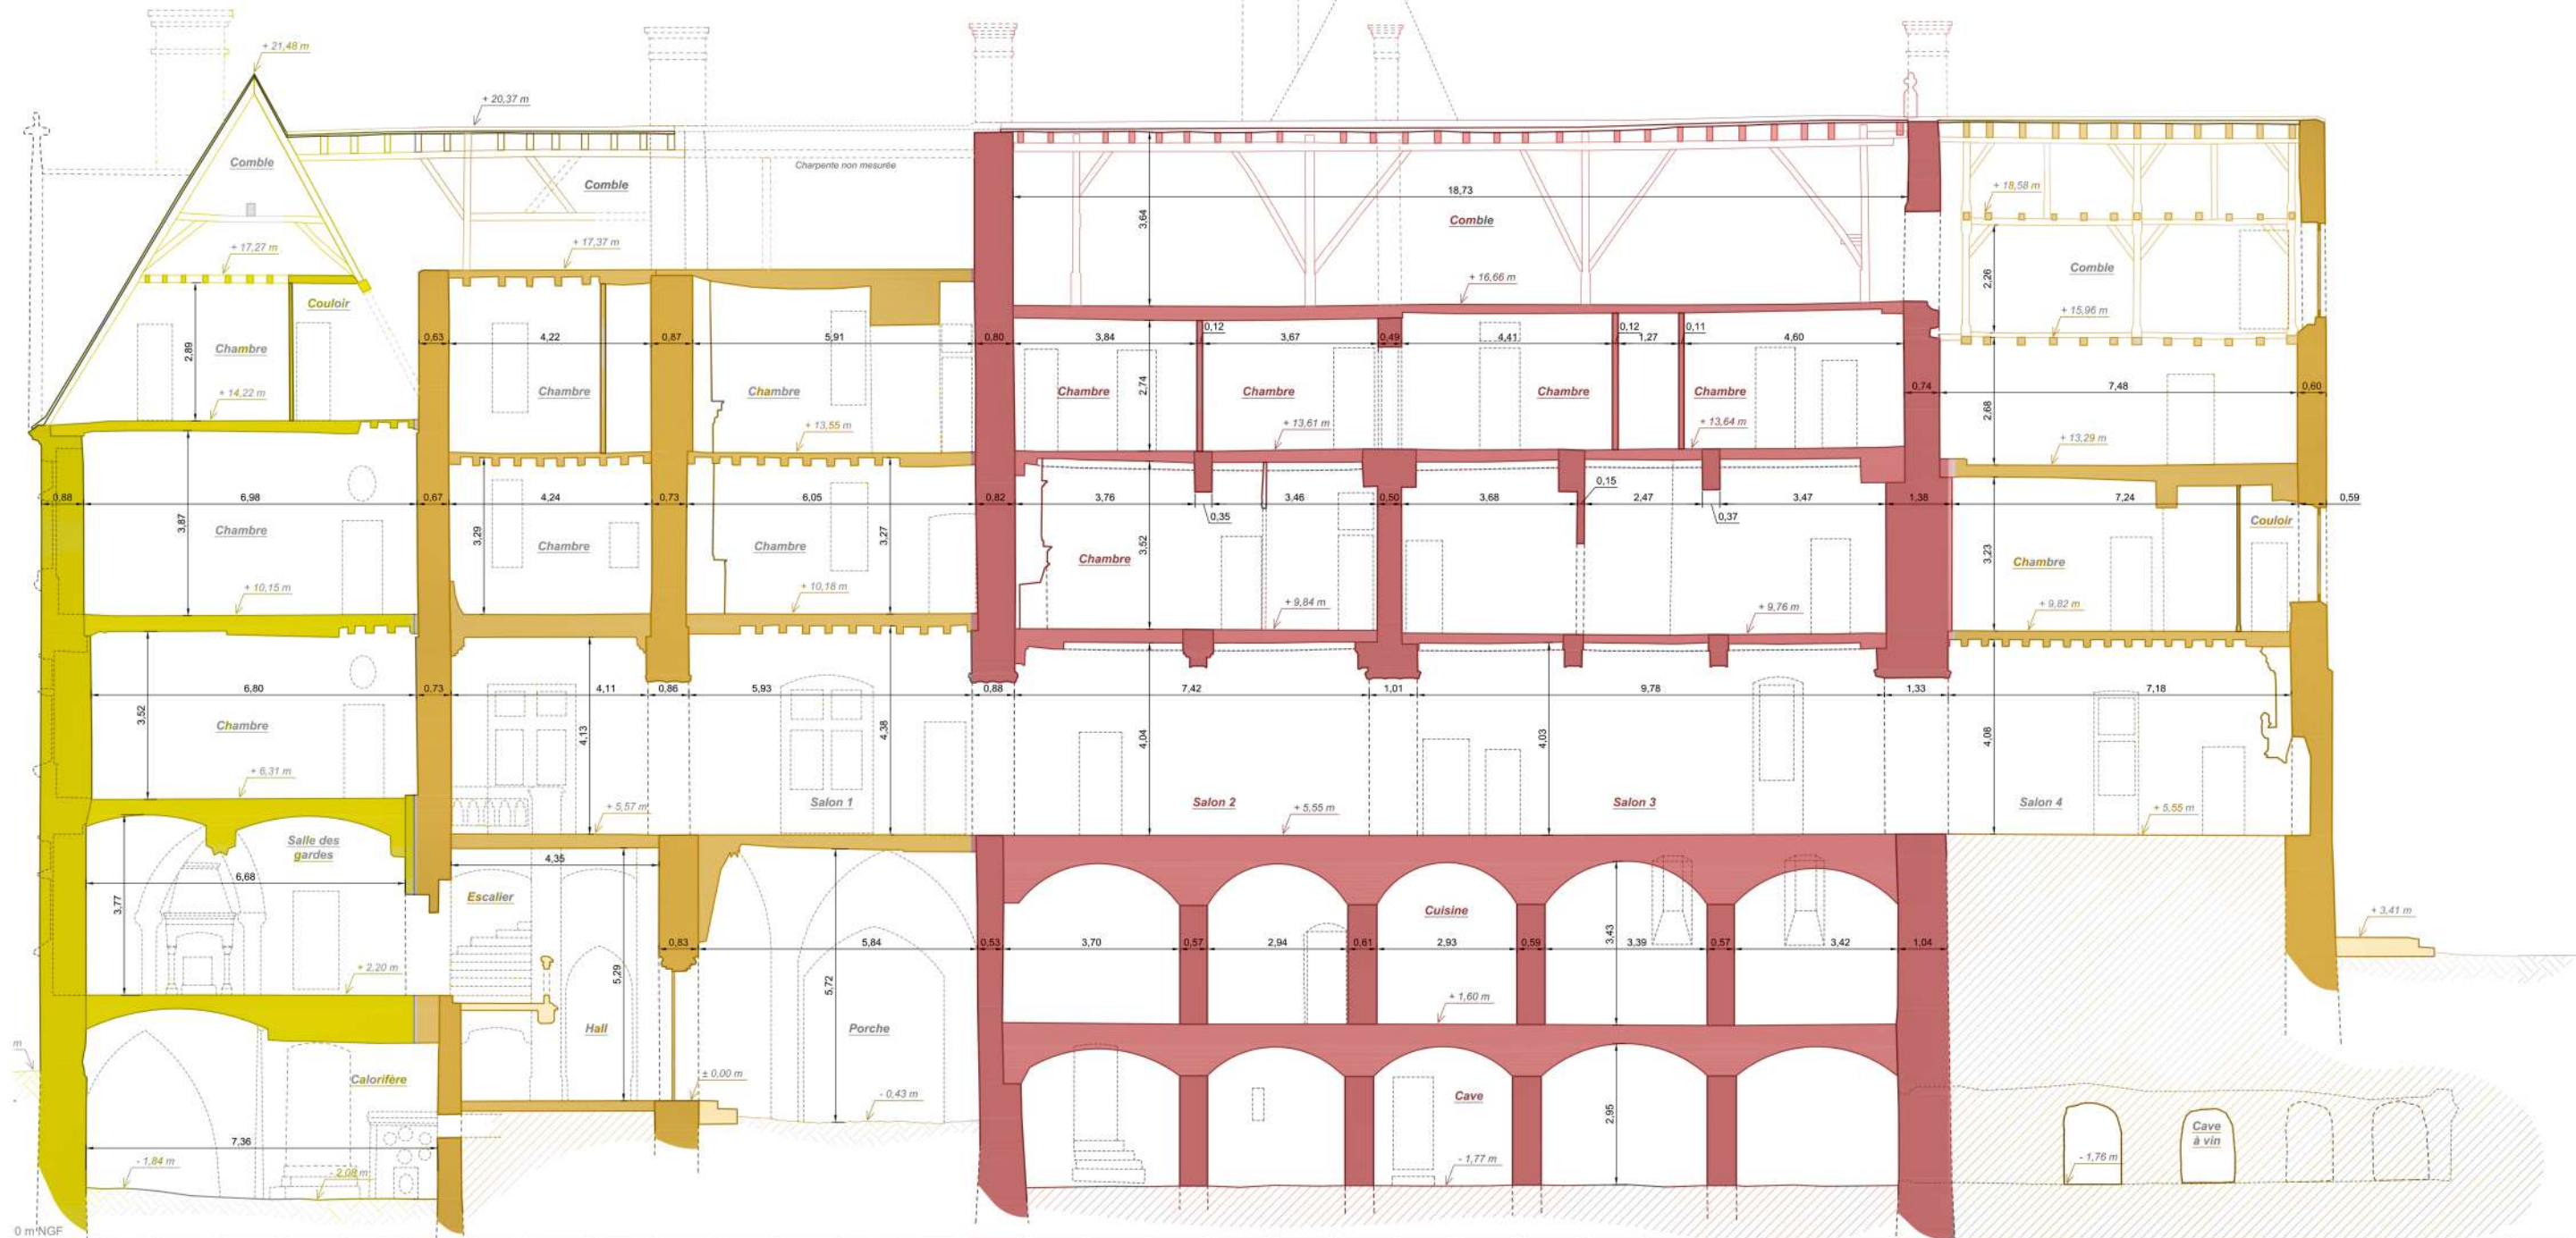 + 21,48 m
+ 20,37 m
Comble
Comble
Charpente non mesurée
18,73
3,64
Comble
+ 18,58 m
+ 17,27 m
+ 17,37 m
+ 16,66 m
2,26
Comble
+ 15,96 m
Couloir
2,89
Chambre
+ 14,22 m
0,63
4,22
0,87
5,91
0,80
3,84
0,12
3,67
0,49
4,41
0,12
1,27
0,11
4,60
0,74
7,48
0,60
Chambre
Chambre
Chambre
2,74
Chambre
Chambre
Chambre
+ 13,55 m
+ 13,61 m
+ 13,64 m
2,68
+ 13,29 m
0,88
6,98
0,67
4,24
0,73
6,05
0,82
3,76
0,35
3,46
0,50
3,68
0,15
2,47
0,37
3,47
1,38
7,24
0,59
3,87
Chambre
3,29
Chambre
Chambre
3,27
Chambre
3,52
3,23
Chambre
Couloir
+ 10,15 m
+ 10,18 m
+ 9,84 m
+ 9,76 m
+ 9,82 m
6,80
0,73
4,11
0,86
5,93
0,88
7,42
1,01
9,78
1,33
7,18
3,52
Chambre
4,13
4,38
4,04
4,03
4,08
+ 6,31 m
+ 5,57 m
Salon 1
Salon 2
+ 5,55 m
Salon 3
Salon 4
+ 5,55 m
Salle des
gardes
6,68
3,77
4,35
Escalier
+ 2,20 m
5,29
Hall
0,83
5,84
5,72
Porche
0,53
3,70
0,57
2,94
0,61
2,93
0,59
3,39
0,57
3,42
1,04
Cuisine
3,43
+ 1,60 m
+ 3,41 m
m
Calorifère
± 0,00 m
- 0,43 m
Cave
2,95
Cave
à vin
7,36
- 1,84 m
- 2,08 m
- 1,77 m
- 1,76 m
0 m NGF